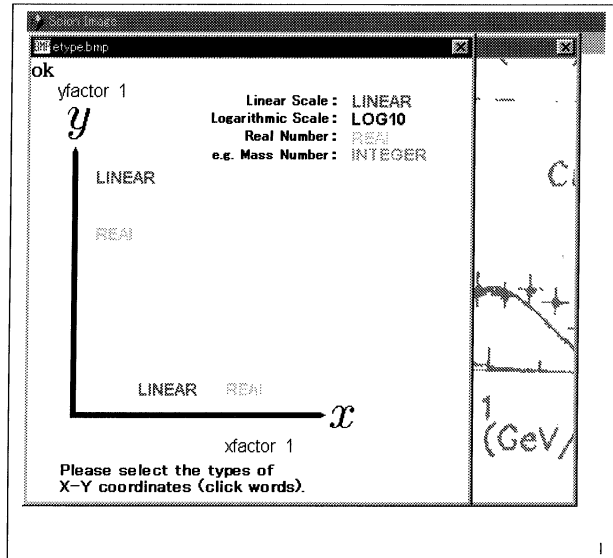 Scion Image
etype.bmp
ok
yfactor 1
y
Linear Scale : LINEAR
Logarithmic Scale : LOG10
Real Number : REAL
e.g. Mass Number : INTEGER
LINEAR
REAL
LINEAR REAL
x
xfactor 1
Please select the types of
X-Y coordinates (click words).
1
(GeV/